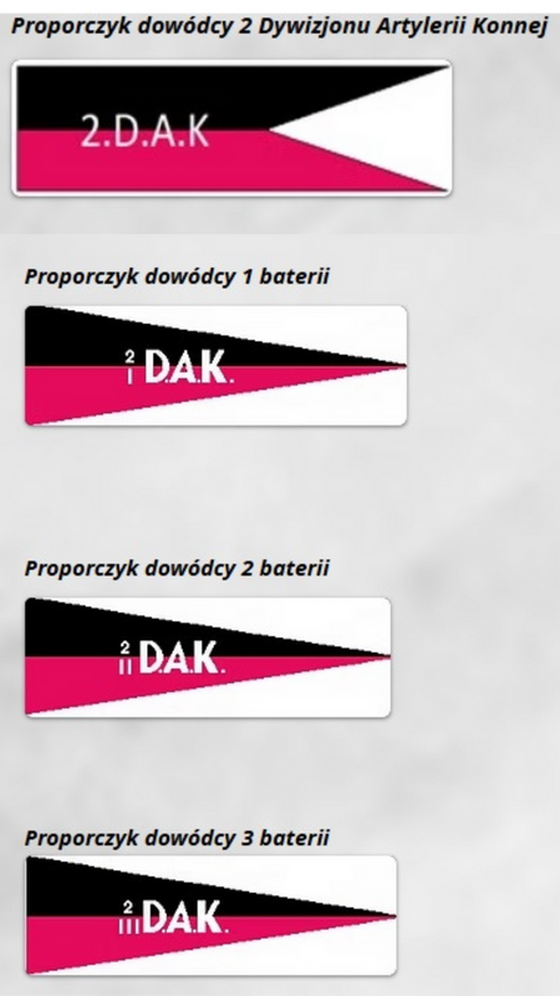 Proporczyk dowódcy 2 Dywizjonu Artylerii Konnej
2.D.A.K
Proporczyk dowódcy 1 baterii
2
I D.A.K.
Proporczyk dowódcy 2 baterii
2
II D.A.K.
Proporczyk dowódcy 3 baterii
2
III D.A.K.